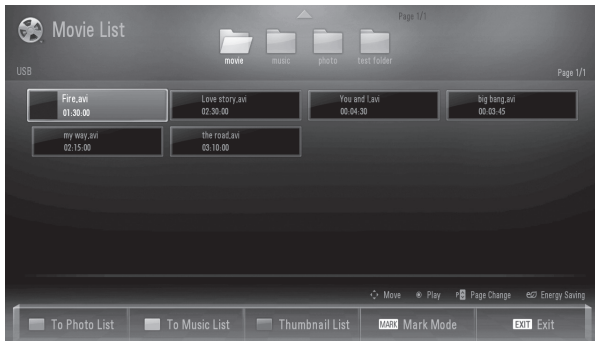 Movie List
Page 1/1
movie music photo test folder
USB
Page 1/1
Fire,avi
01:30:00
Love story,avi
02:30:00
You and I,avi
00:04:30
big bang,avi
00:03:45
my way,avi
02:15:00
the road,avi
03:10:00
Move Play P Page Change Energy Saving
To Photo List To Music List Thumbnail List MARK Mark Mode EXIT Exit